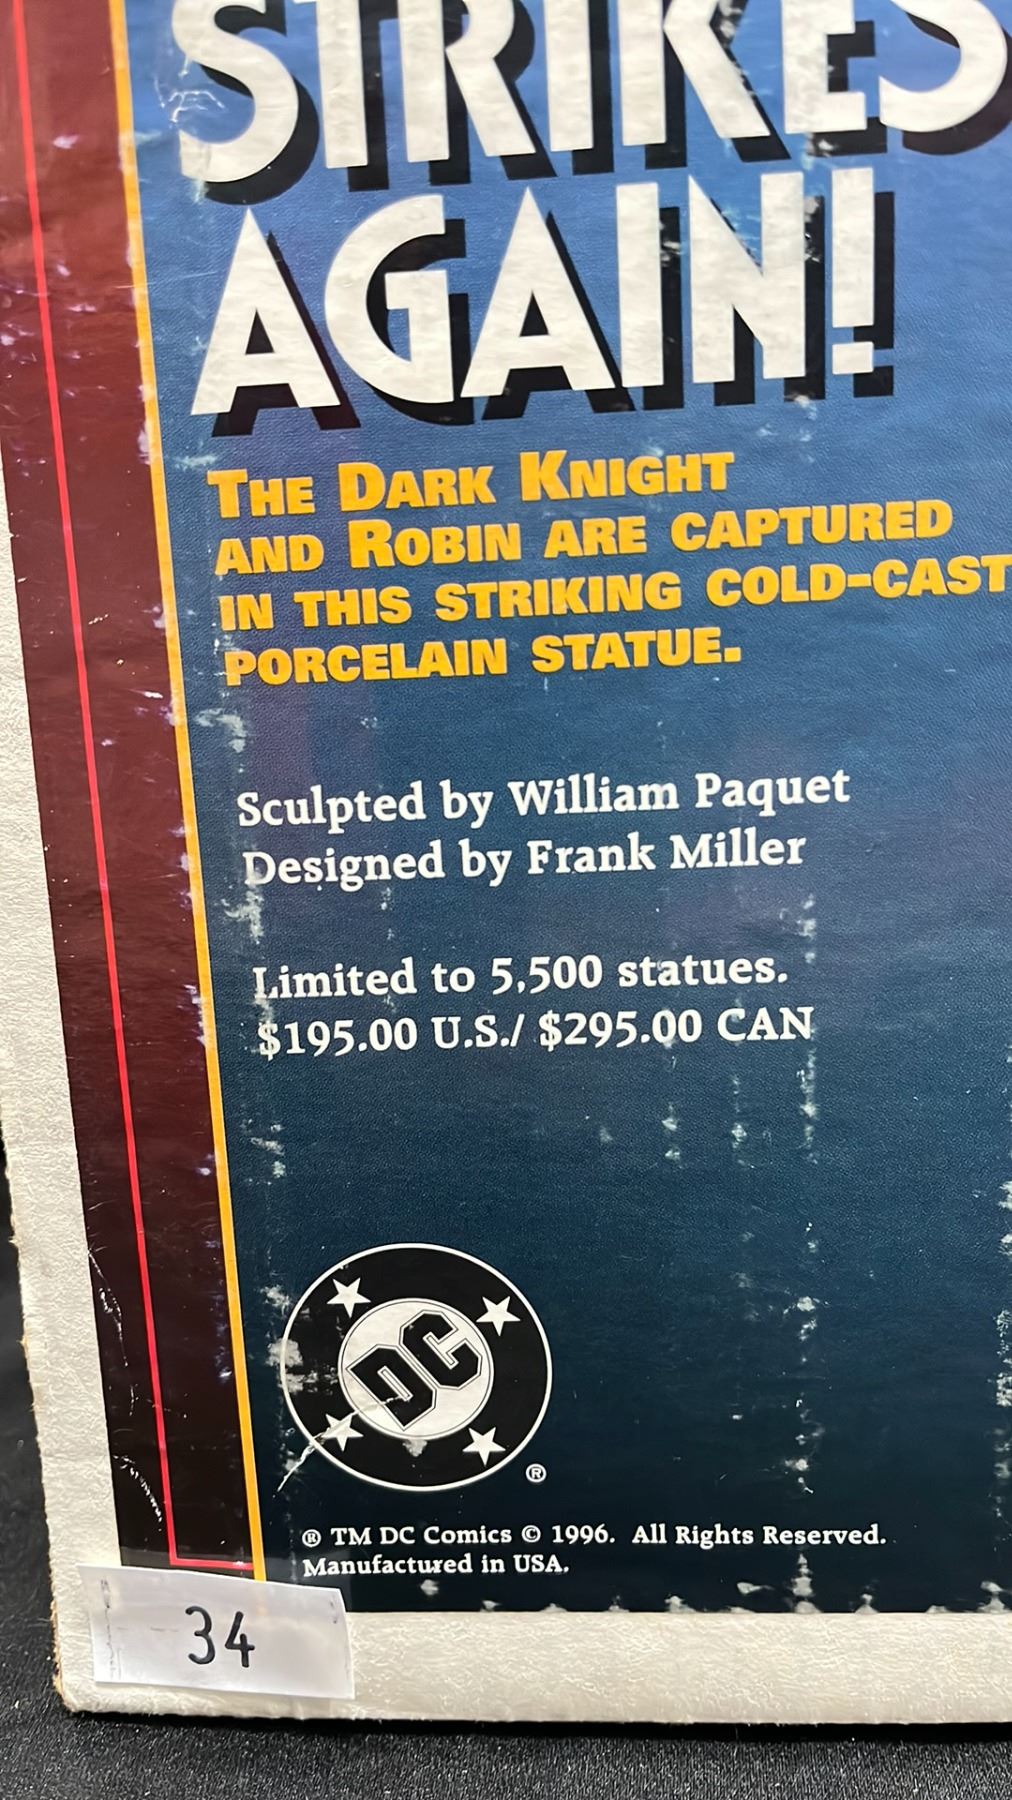 STRIKES
AGAIN!
THE DARK KNIGHT
AND ROBIN ARE CAPTURED
IN THIS STRIKING COLD-CAST
PORCELAIN STATUE.
Sculpted by William Paquet
Designed by Frank Miller
Limited to 5,500 statues.
$195.00 U.S./ $295.00 CAN
DC
®
® TM DC Comics © 1996. All Rights Reserved.
Manufactured in USA.
34